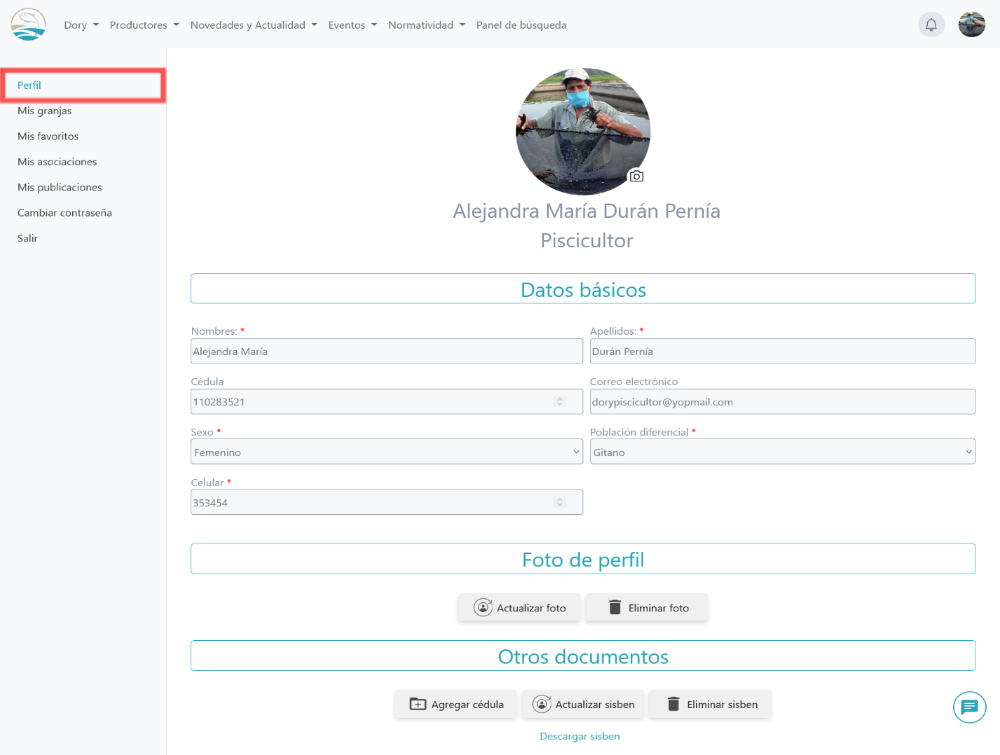 Dory Productores Novedades y Actualidad Eventos Normatividad Panel de búsqueda
Perfil
Mis granjas
Mis favoritos
Mis asociaciones
Mis publicaciones
Cambiar contraseña
Salir
Alejandra María Durán Pernía
Piscicultor
Datos básicos
Nombres: * Apellidos: *
Alejandra María Durán Pernía
Cédula Correo electrónico
110283521 dorypiscicultor@yopmail.com
Sexo * Población diferencial *
Femenino Gitano
Celular *
353454
Foto de perfil
Actualizar foto Eliminar foto
Otros documentos
Agregar cédula Actualizar sisben Eliminar sisben
Descargar sisben